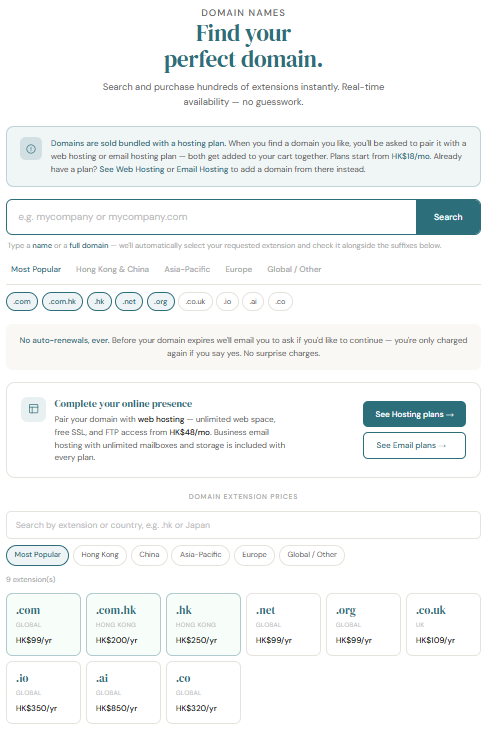 DOMAIN NAMES
Find your
perfect domain.
Search and purchase hundreds of extensions instantly. Real-time
availability — no guesswork.
Domains are sold bundled with a hosting plan. When you find a domain you like, you'll be asked to pair it with a
web hosting or email hosting plan — both get added to your cart together. Plans start from HK$18/mo. Already
have a plan? See Web Hosting or Email Hosting to add a domain from there instead.
e.g. mycompany or mycompany.com
Search
Type a name or a full domain — we'll automatically select your requested extension and check it alongside the suffixes below.
Most Popular Hong Kong & China Asia-Pacific Europe Global / Other
.com .com.hk .hk .net .org .co.uk .io .ai .co
No auto-renewals, ever. Before your domain expires we'll email you to ask if you'd like to continue — you're only charged
again if you say yes. No surprise charges.
Complete your online presence
Pair your domain with web hosting — unlimited web space,
free SSL, and FTP access from HK$48/mo. Business email
hosting with unlimited mailboxes and storage is included with
every plan.
See Hosting plans →
See Email plans →
DOMAIN EXTENSION PRICES
Search by extension or country, e.g. .hk or Japan
Most Popular Hong Kong China Asia-Pacific Europe Global / Other
9 extension(s)
.com .com.hk .hk .net .org .co.uk
GLOBAL HONG KONG HONG KONG GLOBAL GLOBAL UK
HK$99/yr HK$200/yr HK$250/yr HK$99/yr HK$99/yr HK$109/yr
.io .ai .co
GLOBAL GLOBAL GLOBAL
HK$350/yr HK$850/yr HK$320/yr